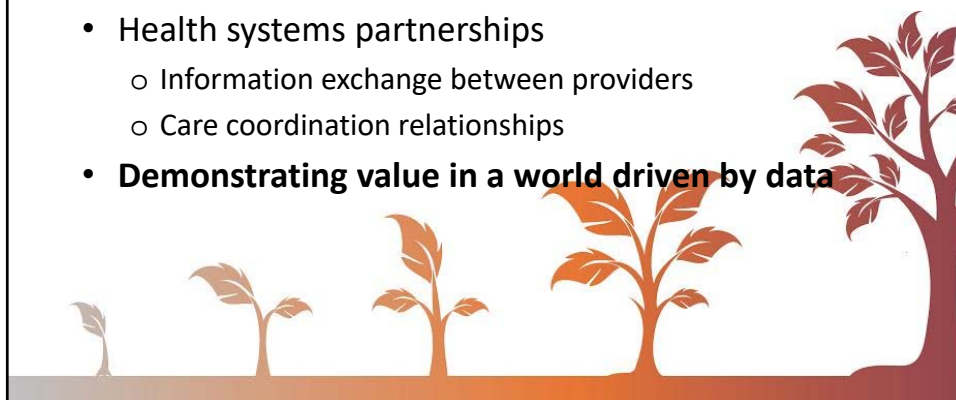 • Health systems partnerships
o Information exchange between providers
o Care coordination relationships
• Demonstrating value in a world driven by data